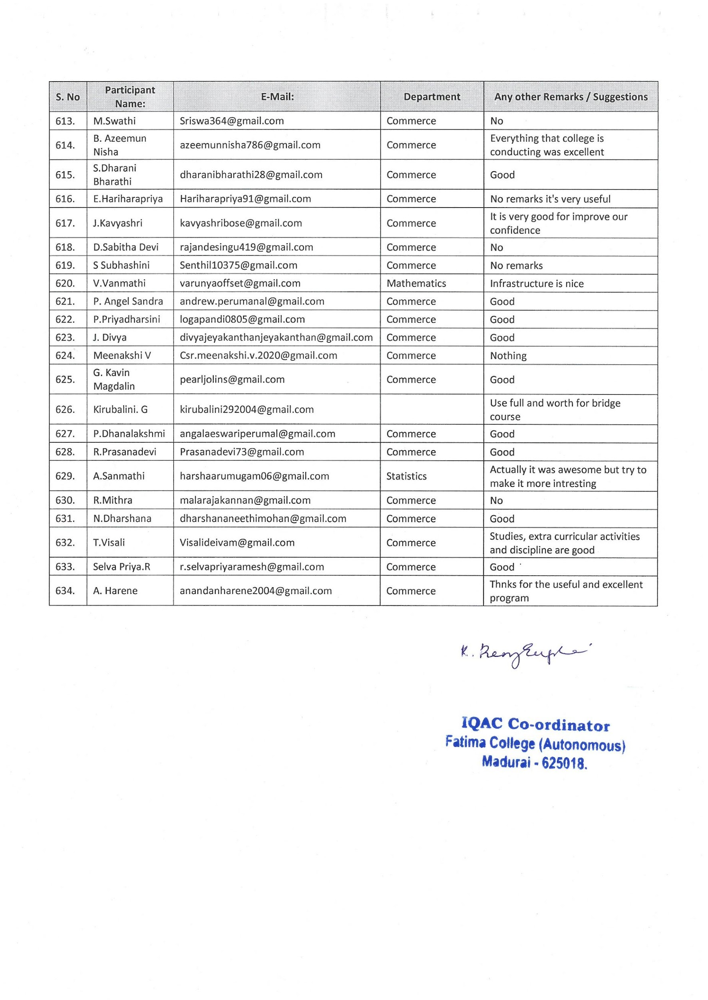 S. No Participant Name: E-Mail: Department Any other Remarks / Suggestions
613. M.Swathi Sriswa364@gmail.com Commerce No
614. B. Azeemun Nisha azeemunnisha786@gmail.com Commerce Everything that college is conducting was excellent
615. S.Dharani Bharathi dharanibharathi28@gmail.com Commerce Good
616. E.Hariharapriya Hariharapriya91@gmail.com Commerce No remarks it's very useful
617. J.Kavyashri kavyashribose@gmail.com Commerce It is very good for improve our confidence
618. D.Sabitha Devi rajandesingu419@gmail.com Commerce No
619. S Subhashini Senthil10375@gmail.com Commerce No remarks
620. V.Vanmathi varunyaoffset@gmail.com Mathematics Infrastructure is nice
621. P. Angel Sandra andrew.perumanal@gmail.com Commerce Good
622. P.Priyadharsini logapandi0805@gmail.com Commerce Good
623. J. Divya divyajeyakanthanjeyakanthan@gmail.com Commerce Good
624. Meenakshi V Csr.meenakshi.v.2020@gmail.com Commerce Nothing
625. G. Kavin Magdalin pearljolins@gmail.com Commerce Good
626. Kirubalini. G kirubalini292004@gmail.com Use full and worth for bridge course
627. P.Dhanalakshmi angalaeswariperumal@gmail.com Commerce Good
628. R.Prasanadevi Prasanadevi73@gmail.com Commerce Good
629. A.Sanmathi harshaarumugam06@gmail.com Statistics Actually it was awesome but try to make it more intresting
630. R.Mithra malarajakannan@gmail.com Commerce No
631. N.Dharshana dharshananeethimohan@gmail.com Commerce Good
632. T.Visali Visalideivam@gmail.com Commerce Studies, extra curricular activities and discipline are good
633. Selva Priya.R r.selvapriyaramesh@gmail.com Commerce Good
634. A. Harene anandanharene2004@gmail.com Commerce Thnks for the useful and excellent program
K.
IQAC Co-ordinator
Fatima College (Autonomous)
Madurai - 625018.